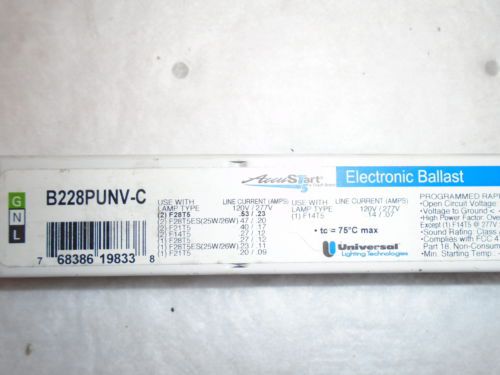 AccuStart 5
Electronic Ballast
G
N
L
B228PUNV-C
7 68386 19833 8
USE WITH LINE CURRENT (AMPS)
LAMP TYPE 120V / 277V
(2) F28T5 .53 / .23
(2) F28T5ES(25W/26W) .47 / .20
(2) F21T5 .40 / .17
(2) F14T5 .27 / .12
(1) F28T5 .27 / .12
(1) F28T5ES(25W/26W) .23 / .11
(1) F21T5 .20 / .09
USE WITH LINE CURRENT (AMPS)
LAMP TYPE 120V / 277V
(1) F14T5 .14 / .07
• tc = 75°C max
Universal
Lighting Technologies
PROGRAMMED RAPI
•Open Circuit Voltage
•Voltage to Ground <
•High Power Factor: Over
Except (1) F14T5 @ 277V
•Sound Rating: Class
•Complies with FCC 4
Part 18, Non-Consum
•Min. Starting Temp.: